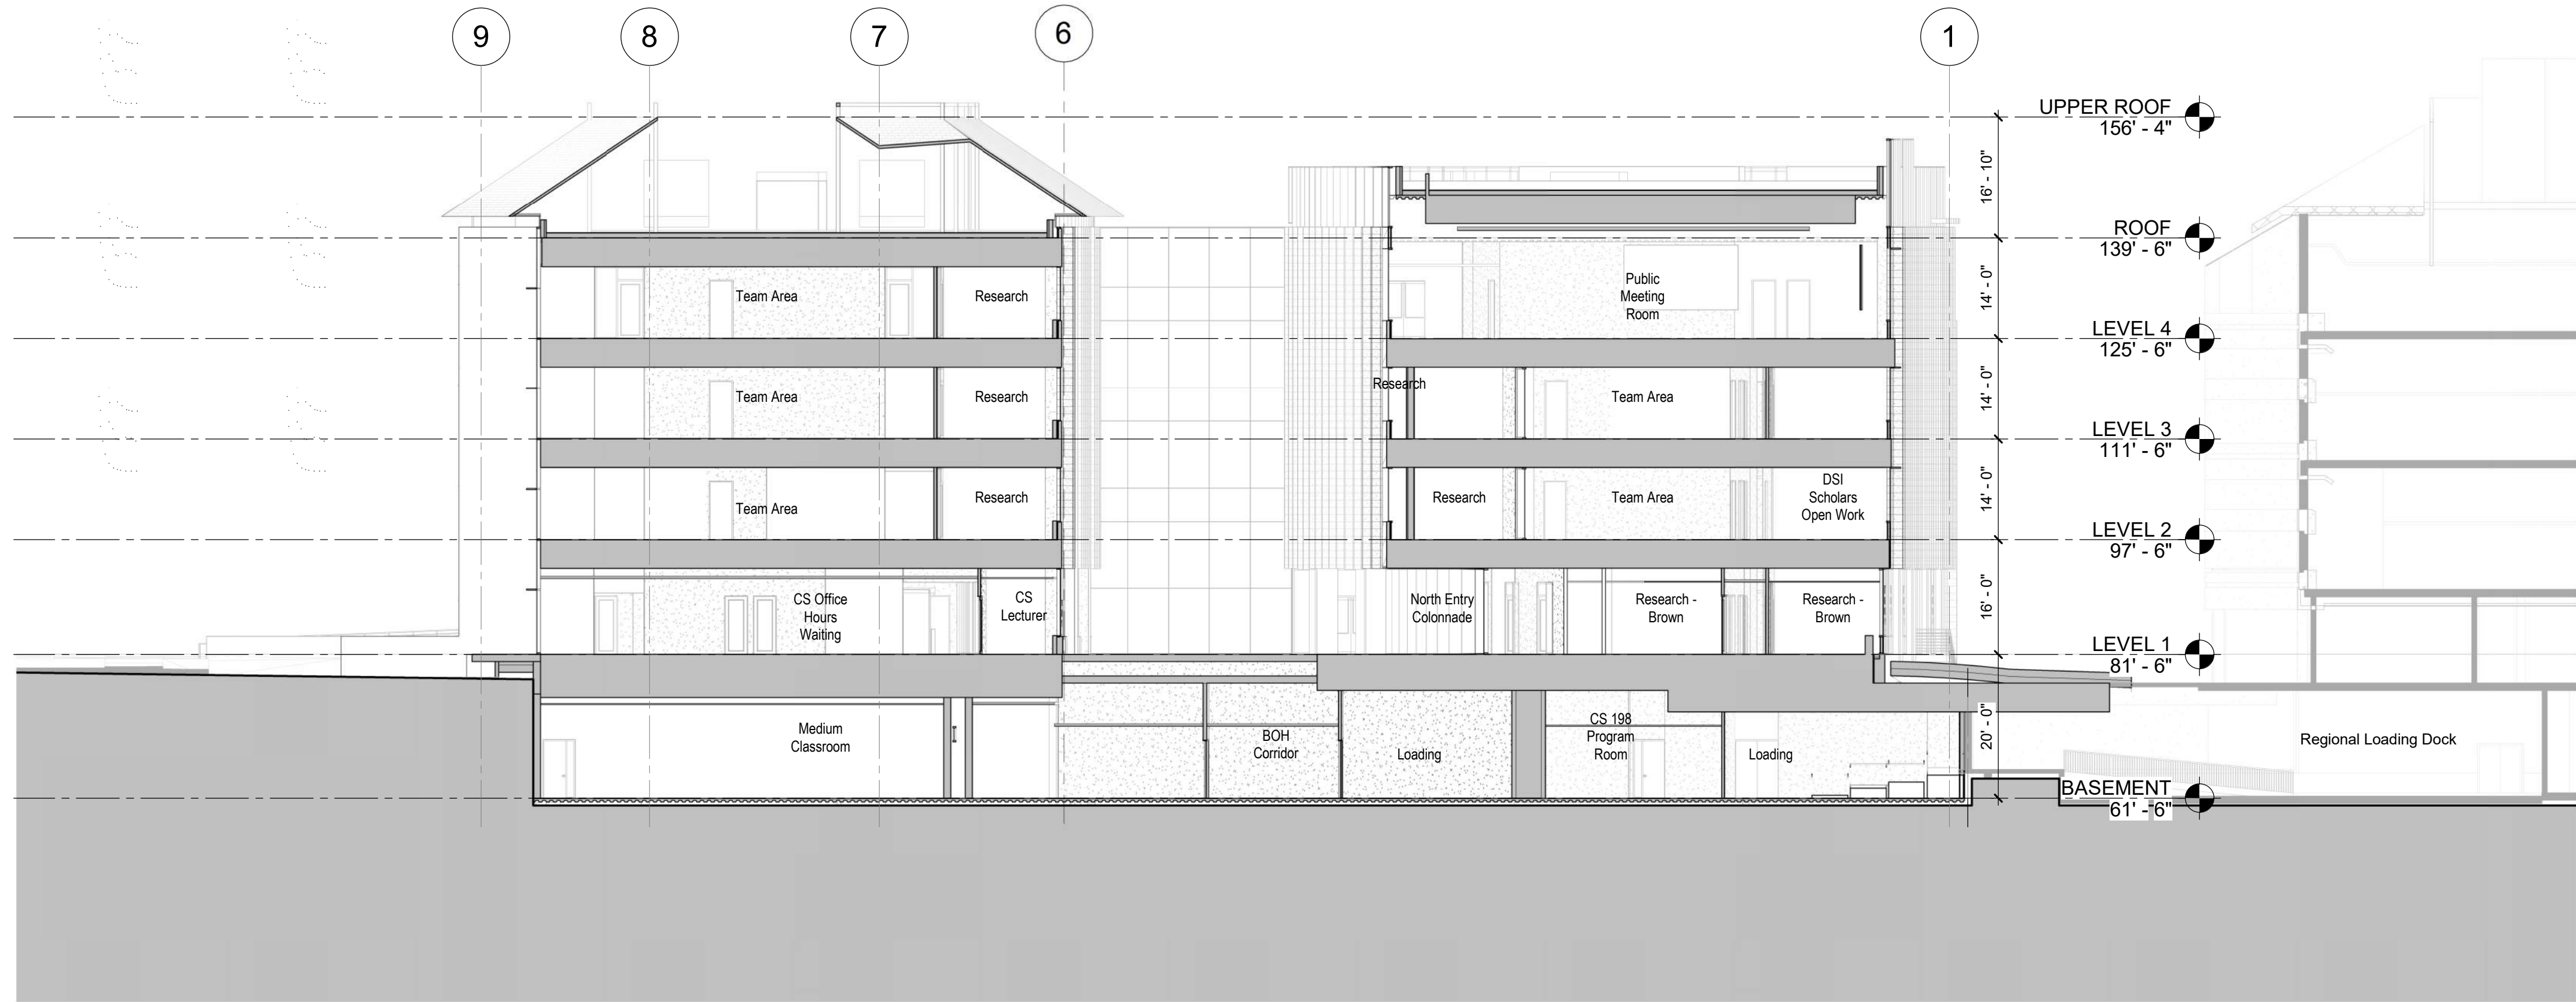 9
8
7
6
1
UPPER ROOF
156' - 4"
16' - 10"
ROOF
139' - 6"
Team Area
Research
Public
Meeting
Room
14' - 0"
LEVEL 4
125' - 6"
Team Area
Research
Research
Team Area
14' - 0"
LEVEL 3
111' - 6"
Team Area
Research
Research
Team Area
DSI
Scholars
Open Work
14' - 0"
LEVEL 2
97' - 6"
CS Office
Hours
Waiting
CS
Lecturer
North Entry
Colonnade
Research -
Brown
Research -
Brown
16' - 0"
LEVEL 1
81' - 6"
Medium
Classroom
BOH
Corridor
Loading
CS 198
Program
Room
Loading
20' - 0"
Regional Loading Dock
BASEMENT
61' - 6"